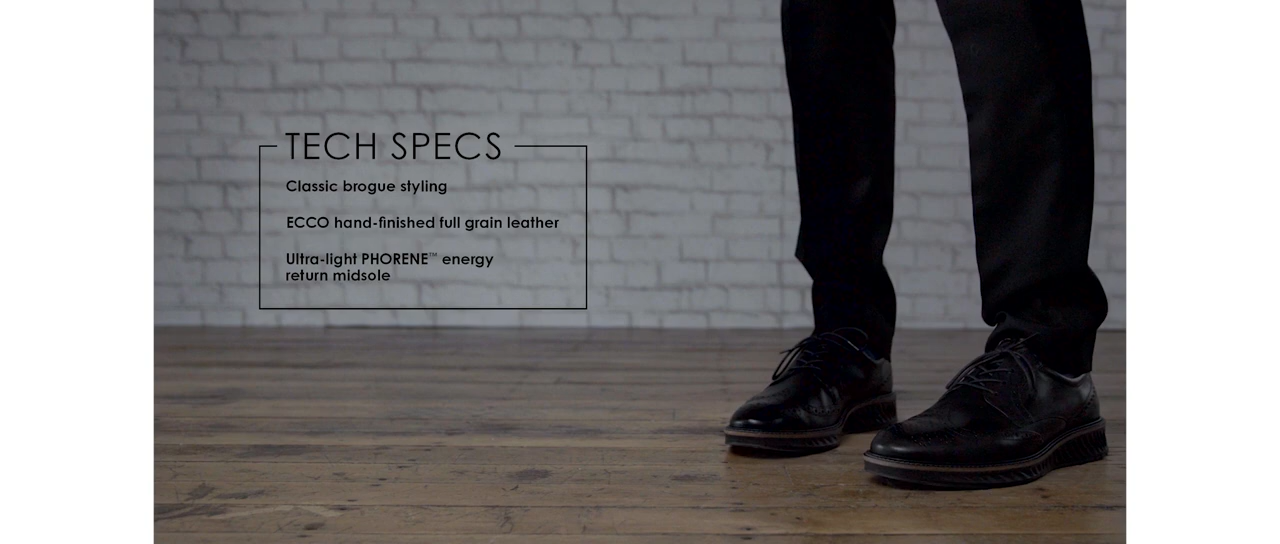 TECH SPECS
Classic brogue styling
ECCO hand-finished full grain leather
Ultra-light PHORENE™ energy
return midsole